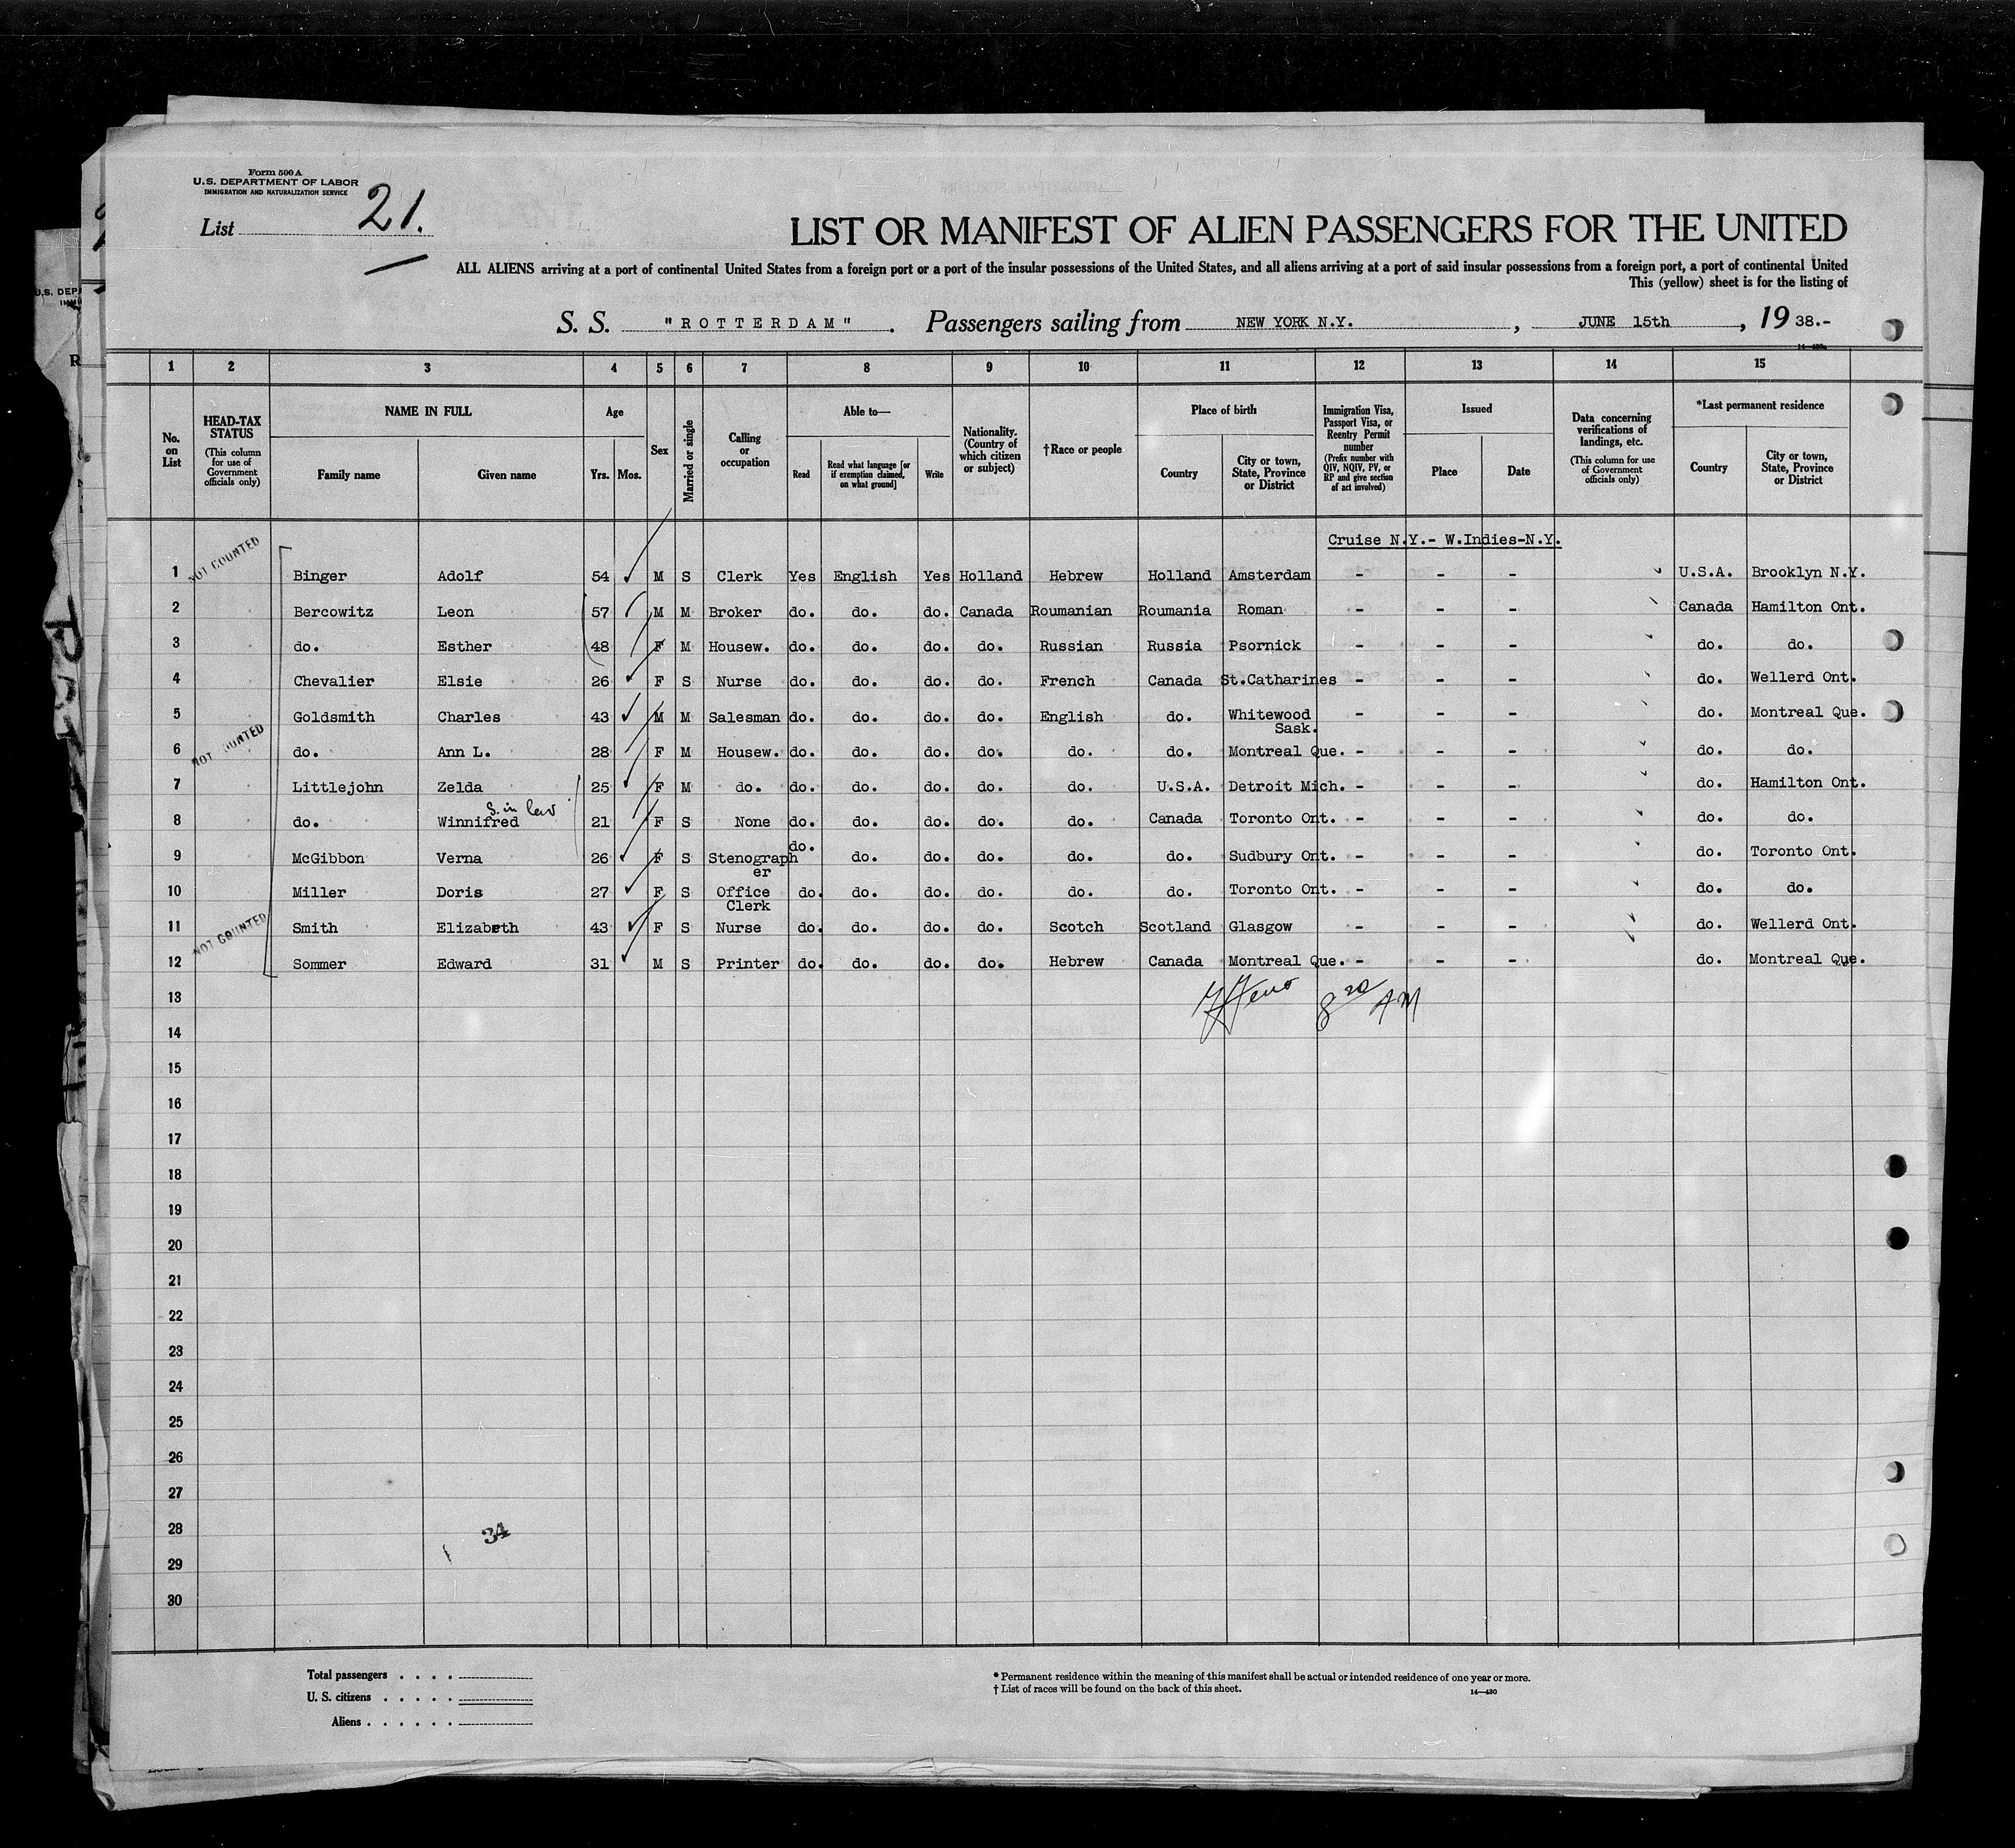 Form 500 A
U.S. DEPARTMENT OF LABOR
IMMIGRATION AND NATURALIZATION SERVICE
List 21.
LIST OR MANIFEST OF ALIEN PASSENGERS FOR THE UNITED
ALL ALIENS arriving at a port of continental United States from a foreign port or a port of the insular possessions of the United States, and all aliens arriving at a port of said insular possessions from a foreign port, a port of continental United
This (yellow) sheet is for the listing of
S. S. "ROTTERDAM". Passengers sailing from NEW YORK N.Y., JUNE 15th, 19 38.-
1 2 3 4 5 6 7 8 9 10 11 12 13 14 15
No. on List
HEAD-TAX STATUS (This column for use of Government officials only)
NAME IN FULL
Family name Given name
Age
Yrs. Mos.
Sex
Married or single
Calling or occupation
Able to—
Read
Read what language [or if exemption claimed, on what ground]
Write
Nationality. (Country of which citizen or subject)
†Race or people
Place of birth
Country
City or town, State, Province or District
Immigration Visa, Passport Visa, or Reentry Permit number (Prefix number with QIV, NQIV, PV, or RP and give section of act involved)
Issued
Place Date
Data concerning verifications of landings, etc. (This column for use of Government officials only)
*Last permanent residence
Country
City or town, State, Province or District
Cruise N.Y.- W.Indies-N.Y.
NOT COUNTED
1 Binger Adolf 54 M S Clerk Yes English Yes Holland Hebrew Holland Amsterdam - - - U.S.A. Brooklyn N.Y.
2 Bercowitz Leon 57 M M Broker do. do. do. Canada Roumanian Roumania Roman - - - Canada Hamilton Ont.
3 do. Esther 48 F M Housew. do. do. do. do. Russian Russia Psornick - - - do. do.
4 Chevalier Elsie 26 F S Nurse do. do. do. do. French Canada St.Catharines - - - do. Wellerd Ont.
5 Goldsmith Charles 43 M M Salesman do. do. do. do. English do. Whitewood Sask. - - - do. Montreal Que.
NOT COUNTED
6 do. Ann L. 28 F M Housew. do. do. do. do. do. do. Montreal Que. - - - do. do.
7 Littlejohn Zelda 25 F M do. do. do. do. do. do. U.S.A. Detroit Mich. - - - do. Hamilton Ont.
S. in law
8 do. Winnifred 21 F S None do. do. do. do. do. Canada Toronto Ont. - - - do. do.
9 McGibbon Verna 26 F S Stenographer do. do. do. do. do. do. Sudbury Ont. - - - do. Toronto Ont.
10 Miller Doris 27 F S Office Clerk do. do. do. do. do. do. Toronto Ont. - - - do. do.
NOT COUNTED
11 Smith Elizabeth 43 F S Nurse do. do. do. do. Scotch Scotland Glasgow - - - do. Wellerd Ont.
12 Sommer Edward 31 M S Printer do. do. do. do. Hebrew Canada Montreal Que. - - - do. Montreal Que.
13
AM
14
15
16
17
18
19
20
21
22
23
24
25
26
27
28
34
29
30
Total passengers . . . .
U. S. citizens . . . . .
Aliens . . . . . .
* Permanent residence within the meaning of this manifest shall be actual or intended residence of one year or more.
† List of races will be found on the back of this sheet.
14—430